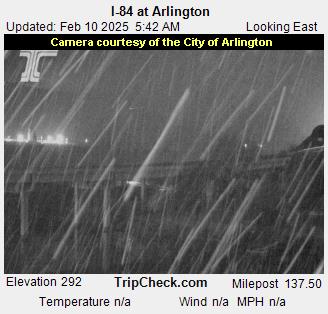 I-84 at Arlington
Updated: Feb 10 2025 5:42 AM Looking East
Camera courtesy of the City of Arlington
Elevation 292 TripCheck.com Milepost 137.50
Temperature n/a Wind n/a MPH n/a